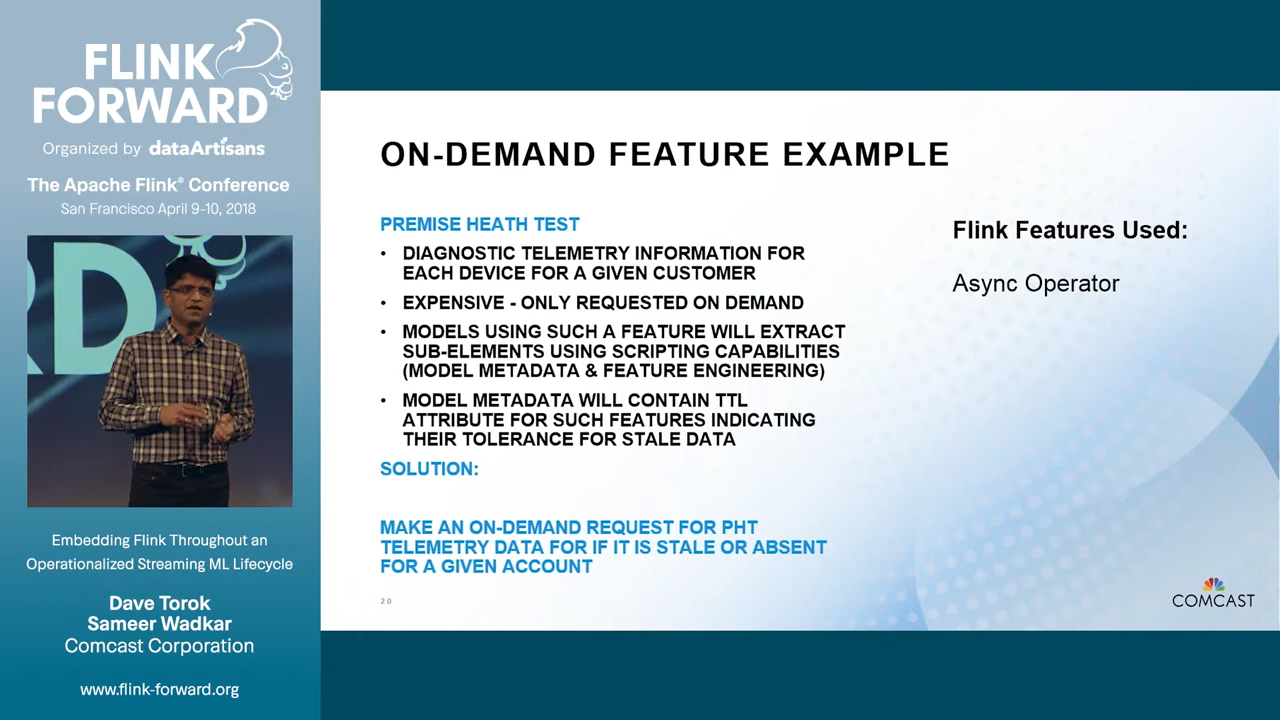 FLINK
FORWARD
Organized by dataArtisans
The Apache Flink® Conference
San Francisco April 9-10, 2018
Embedding Flink Throughout an
Operationalized Streaming ML Lifecycle
Dave Torok
Sameer Wadkar
Comcast Corporation
www.flink-forward.org
ON-DEMAND FEATURE EXAMPLE
PREMISE HEATH TEST
• DIAGNOSTIC TELEMETRY INFORMATION FOR
EACH DEVICE FOR A GIVEN CUSTOMER
• EXPENSIVE - ONLY REQUESTED ON DEMAND
• MODELS USING SUCH A FEATURE WILL EXTRACT
SUB-ELEMENTS USING SCRIPTING CAPABILITIES
(MODEL METADATA & FEATURE ENGINEERING)
• MODEL METADATA WILL CONTAIN TTL
ATTRIBUTE FOR SUCH FEATURES INDICATING
THEIR TOLERANCE FOR STALE DATA
SOLUTION:
MAKE AN ON-DEMAND REQUEST FOR PHT
TELEMETRY DATA FOR IF IT IS STALE OR ABSENT
FOR A GIVEN ACCOUNT
20
Flink Features Used:
Async Operator
COMCAST